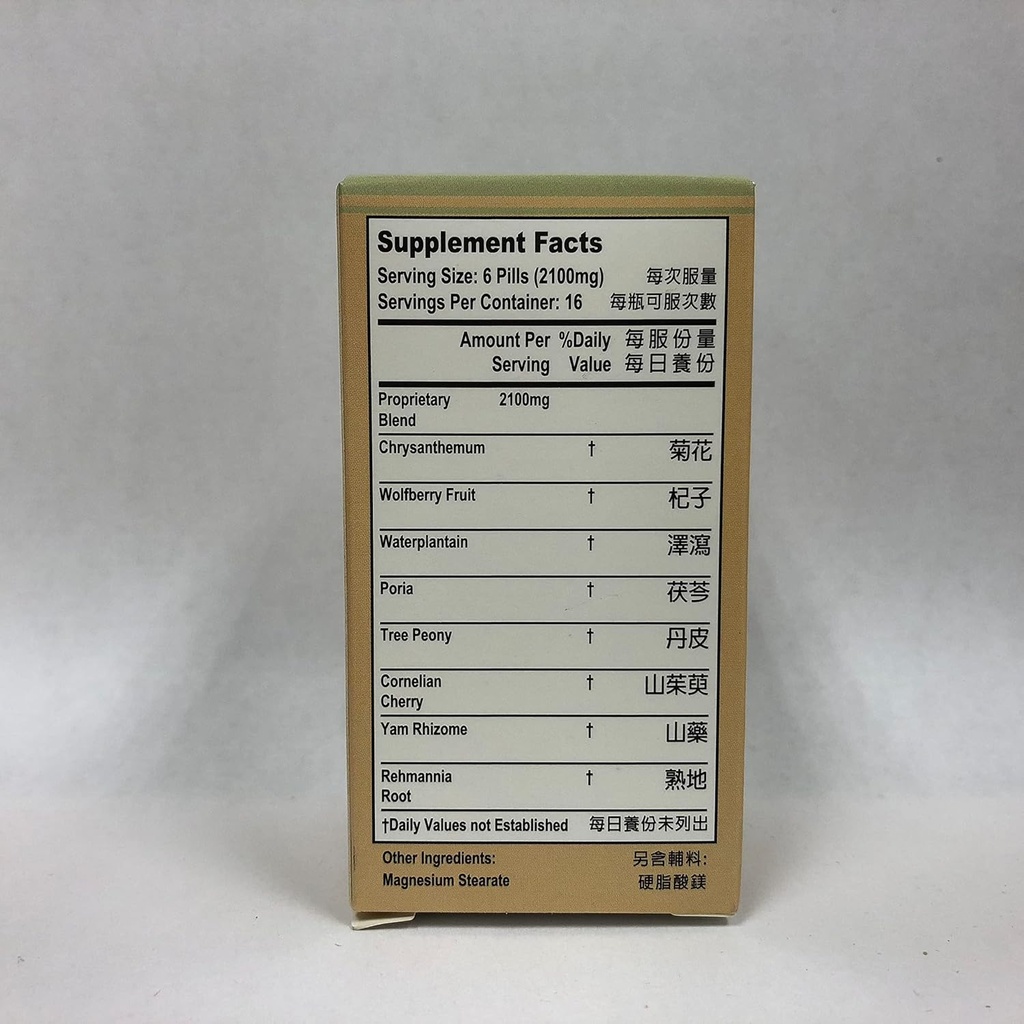 Supplement Facts
Serving Size: 6 Pills (2100mg) 每次服量
Servings Per Container: 16 每瓶可服次數
Amount Per %Daily 每服份量
Serving Value 每日養份
Proprietary 2100mg
Blend
Chrysanthemum † 菊花
Wolfberry Fruit † 杞子
Waterplantain † 澤瀉
Poria † 茯苓
Tree Peony † 丹皮
Cornelian † 山茱萸
Cherry
Yam Rhizome † 山藥
Rehmannia † 熟地
Root
†Daily Values not Established 每日養份未列出
Other Ingredients: 另含輔料:
Magnesium Stearate 硬脂酸鎂